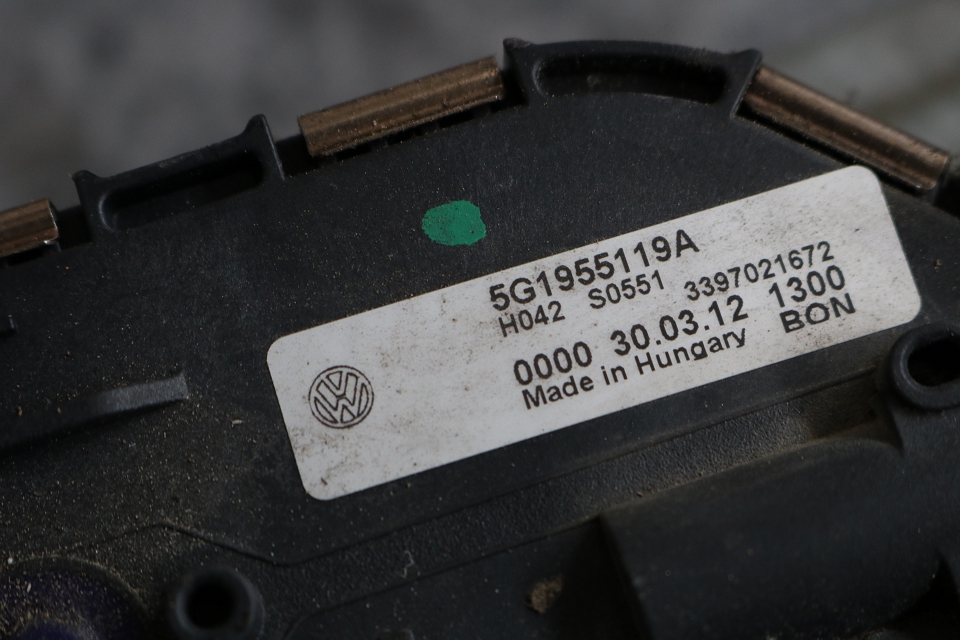 5G1955119A
H042 S0551 3397021672
0000 30.03.12 1300
Made in Hungary BON